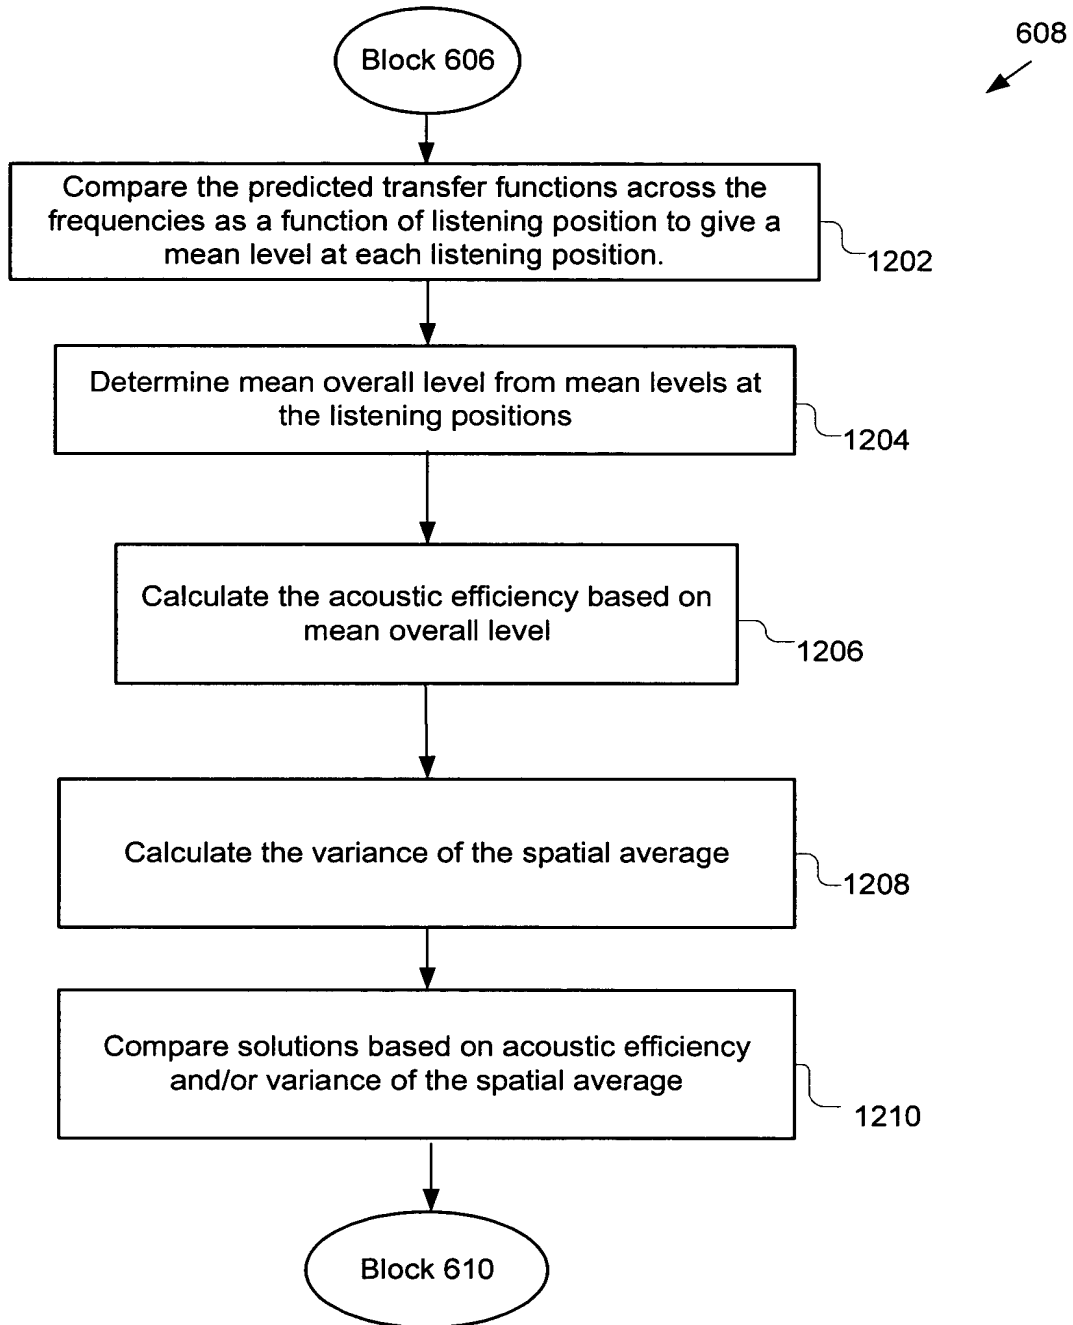 Block 606
608
Compare the predicted transfer functions across the
frequencies as a function of listening position to give a
mean level at each listening position.
1202
Determine mean overall level from mean levels at
the listening positions
1204
Calculate the acoustic efficiency based on
mean overall level
1206
Calculate the variance of the spatial average
1208
Compare solutions based on acoustic efficiency
and/or variance of the spatial average
1210
Block 610